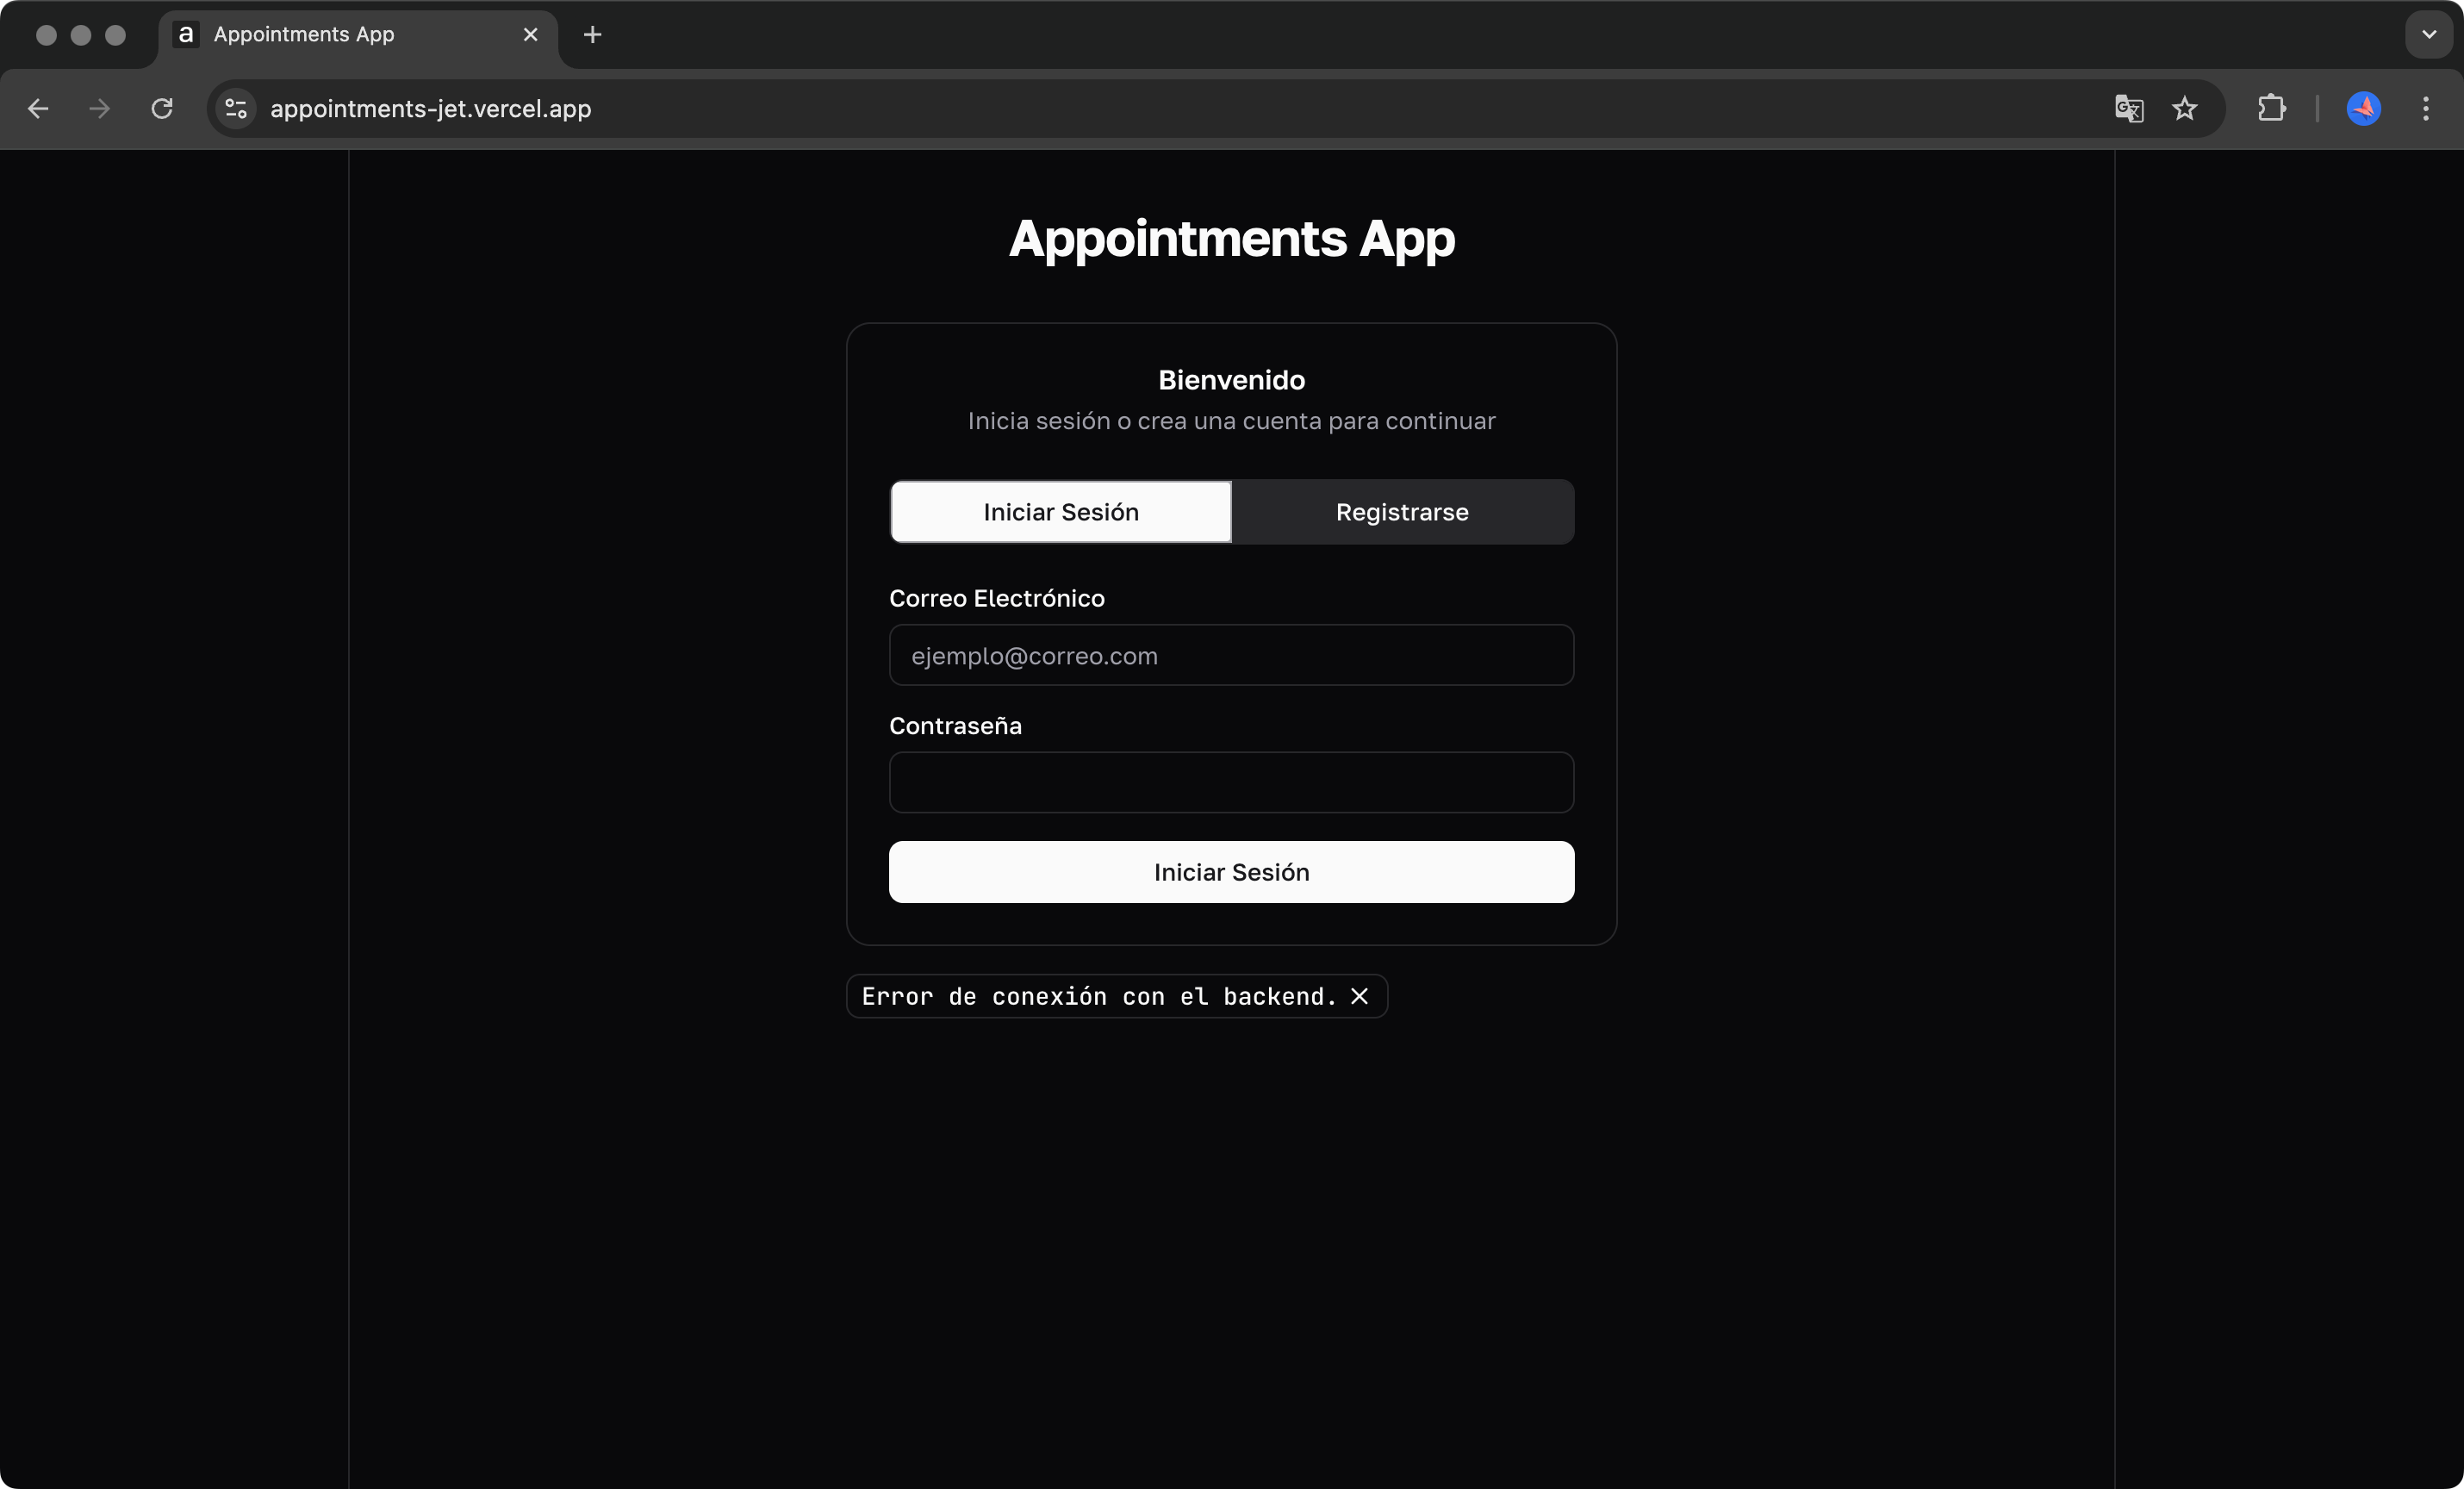 a Appointments App
appointments-jet.vercel.app
Appointments App
Bienvenido
Inicia sesión o crea una cuenta para continuar
Iniciar Sesión
Registrarse
Correo Electrónico
ejemplo@correo.com
Contraseña
Iniciar Sesión
Error de conexión con el backend.